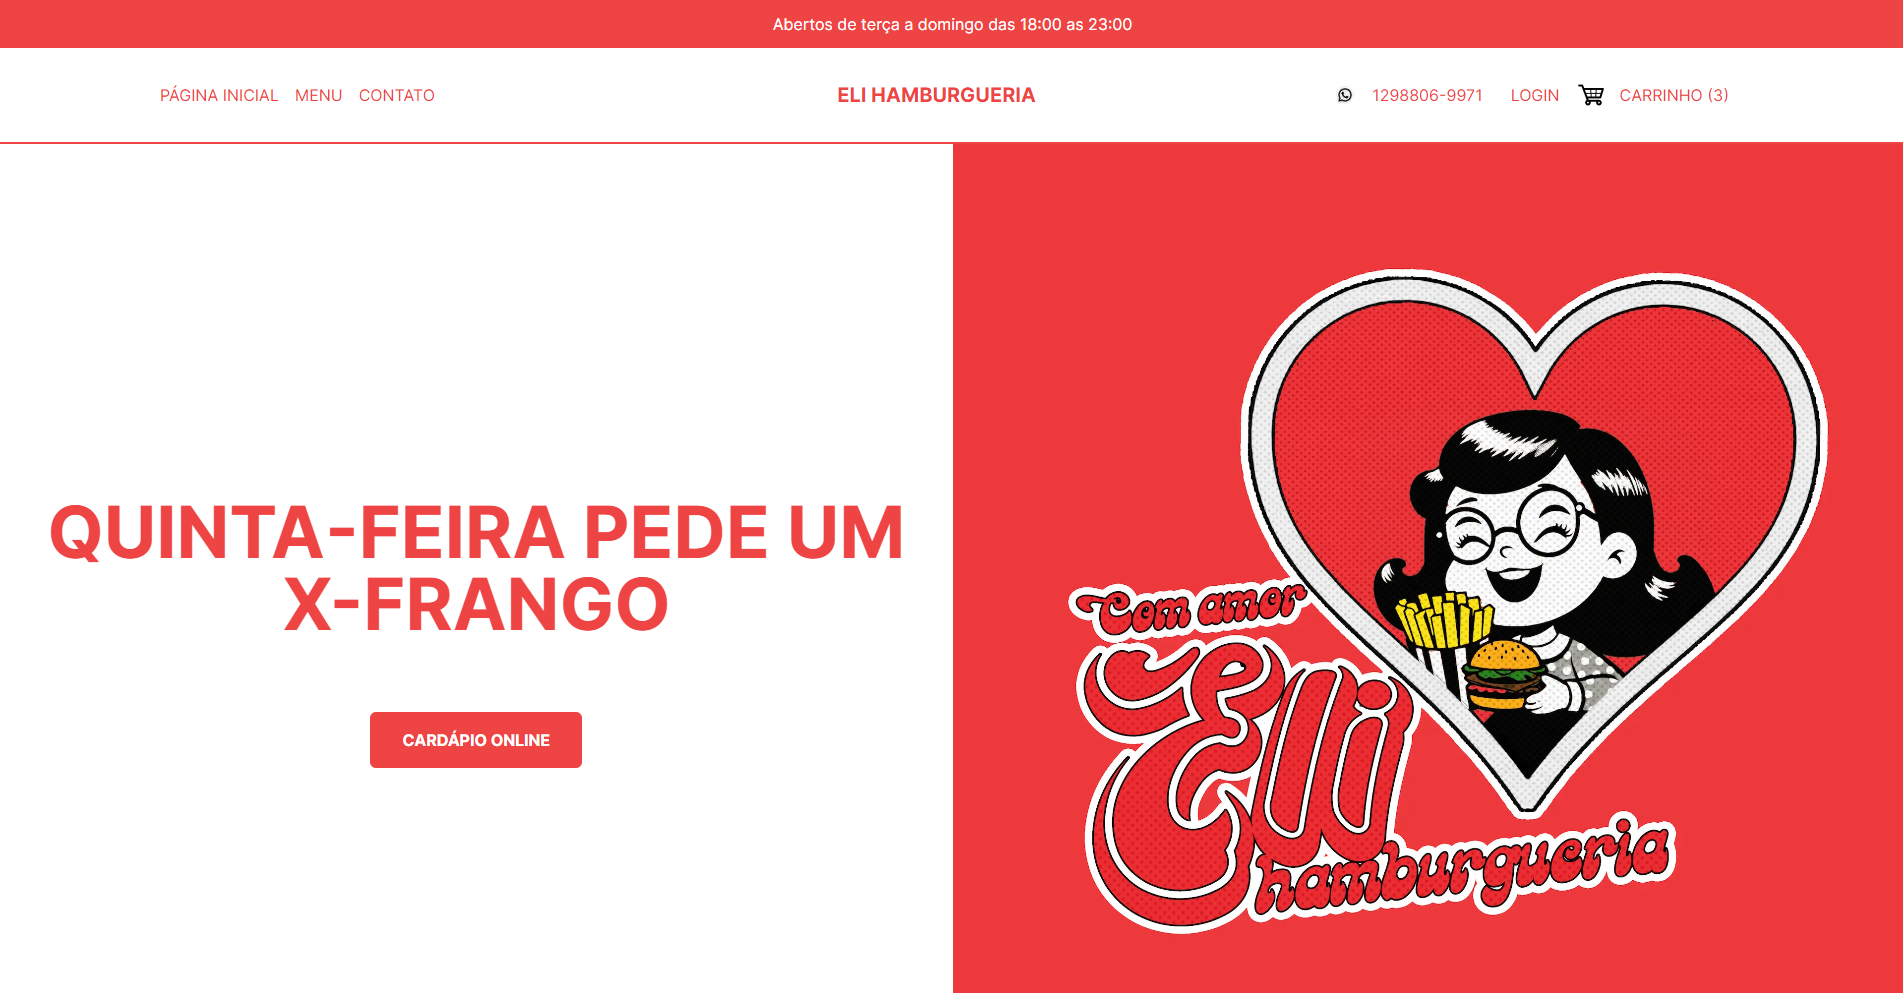 Abertos de terça a domingo das 18:00 as 23:00
PÁGINA INICIAL MENU CONTATO
ELI HAMBURGUERIA
1298806-9971 LOGIN CARRINHO (3)
QUINTA-FEIRA PEDE UM
X-FRANGO
CARDÁPIO ONLINE
Com amor
Elli
hamburgueria